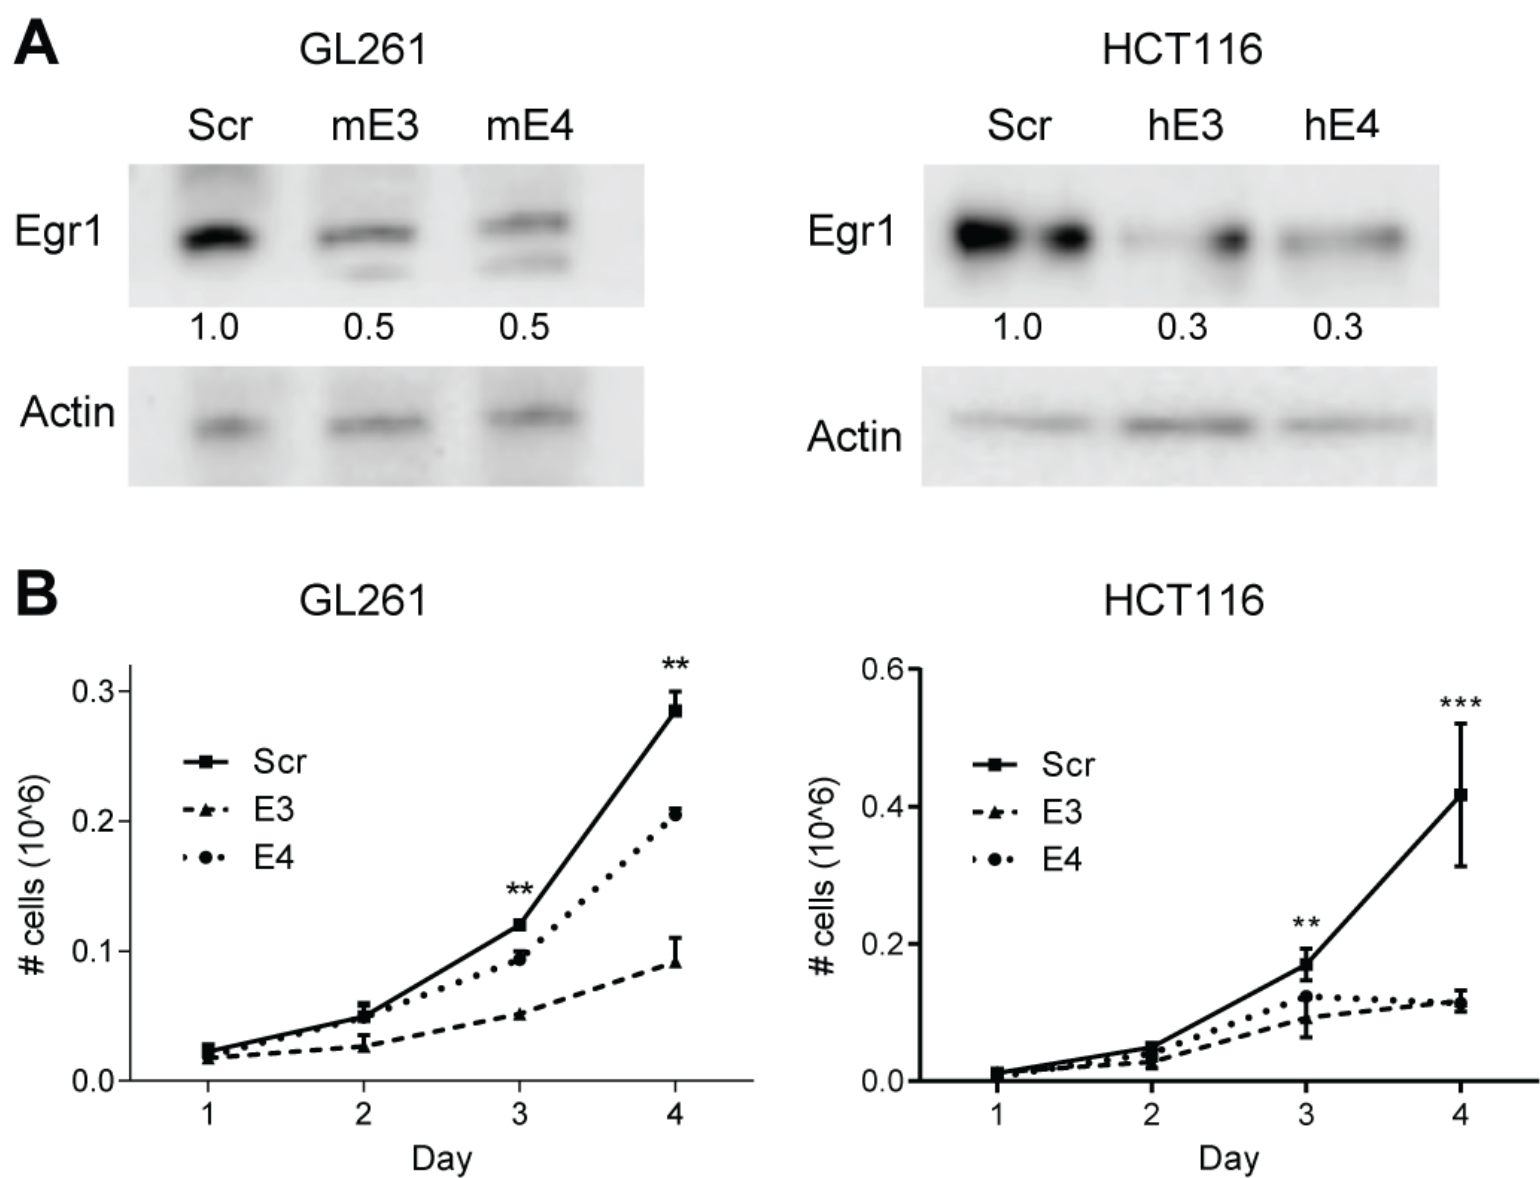 A
GL261
HCT116
Scr mE3 mE4
Scr hE3 hE4
Egr1
Egr1
1.0 0.5 0.5
1.0 0.3 0.3
Actin
Actin
B
GL261
HCT116
# cells (10^6)
0.3
0.2
0.1
0.0
Scr
E3
E4
**
**
1 2 3 4
Day
# cells (10^6)
0.6
0.4
0.2
0.0
Scr
E3
E4
**
***
1 2 3 4
Day